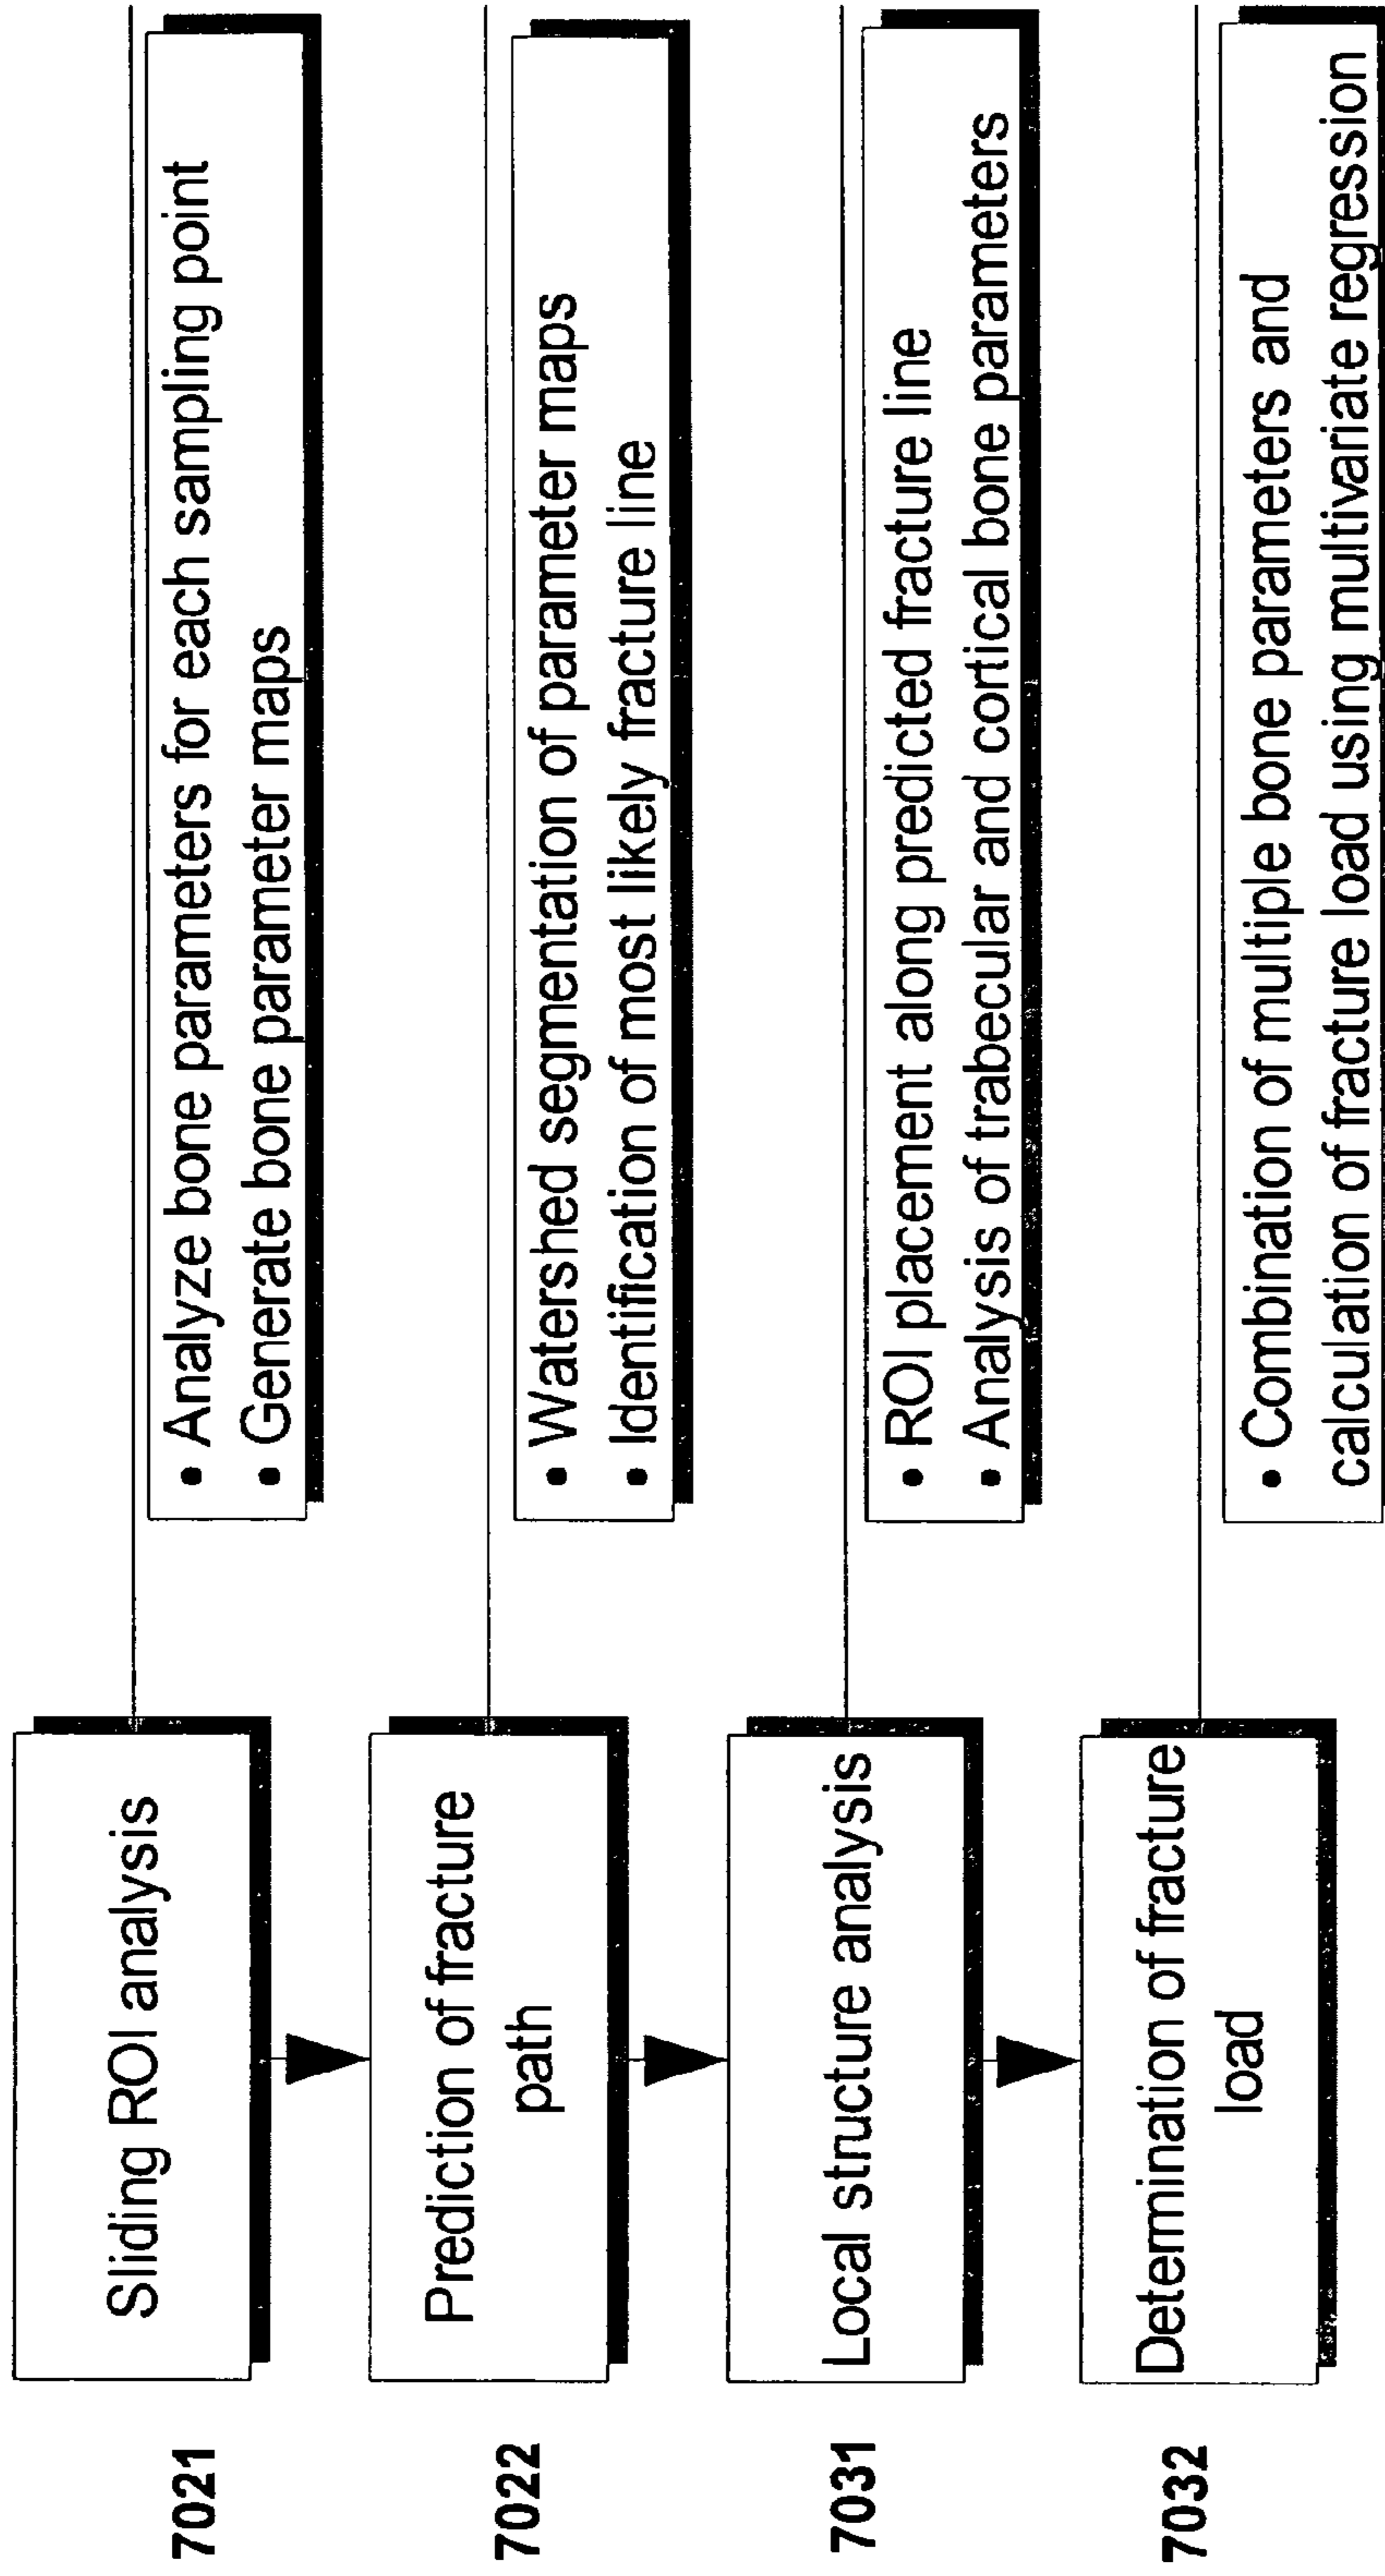 7021
Sliding ROI analysis
• Analyze bone parameters for each sampling point
• Generate bone parameter maps
7022
Prediction of fracture
path
• Watershed segmentation of parameter maps
• Identification of most likely fracture line
7031
Local structure analysis
• ROI placement along predicted fracture line
• Analysis of trabecular and cortical bone parameters
7032
Determination of fracture
load
• Combination of multiple bone parameters and
calculation of fracture load using multivariate regression